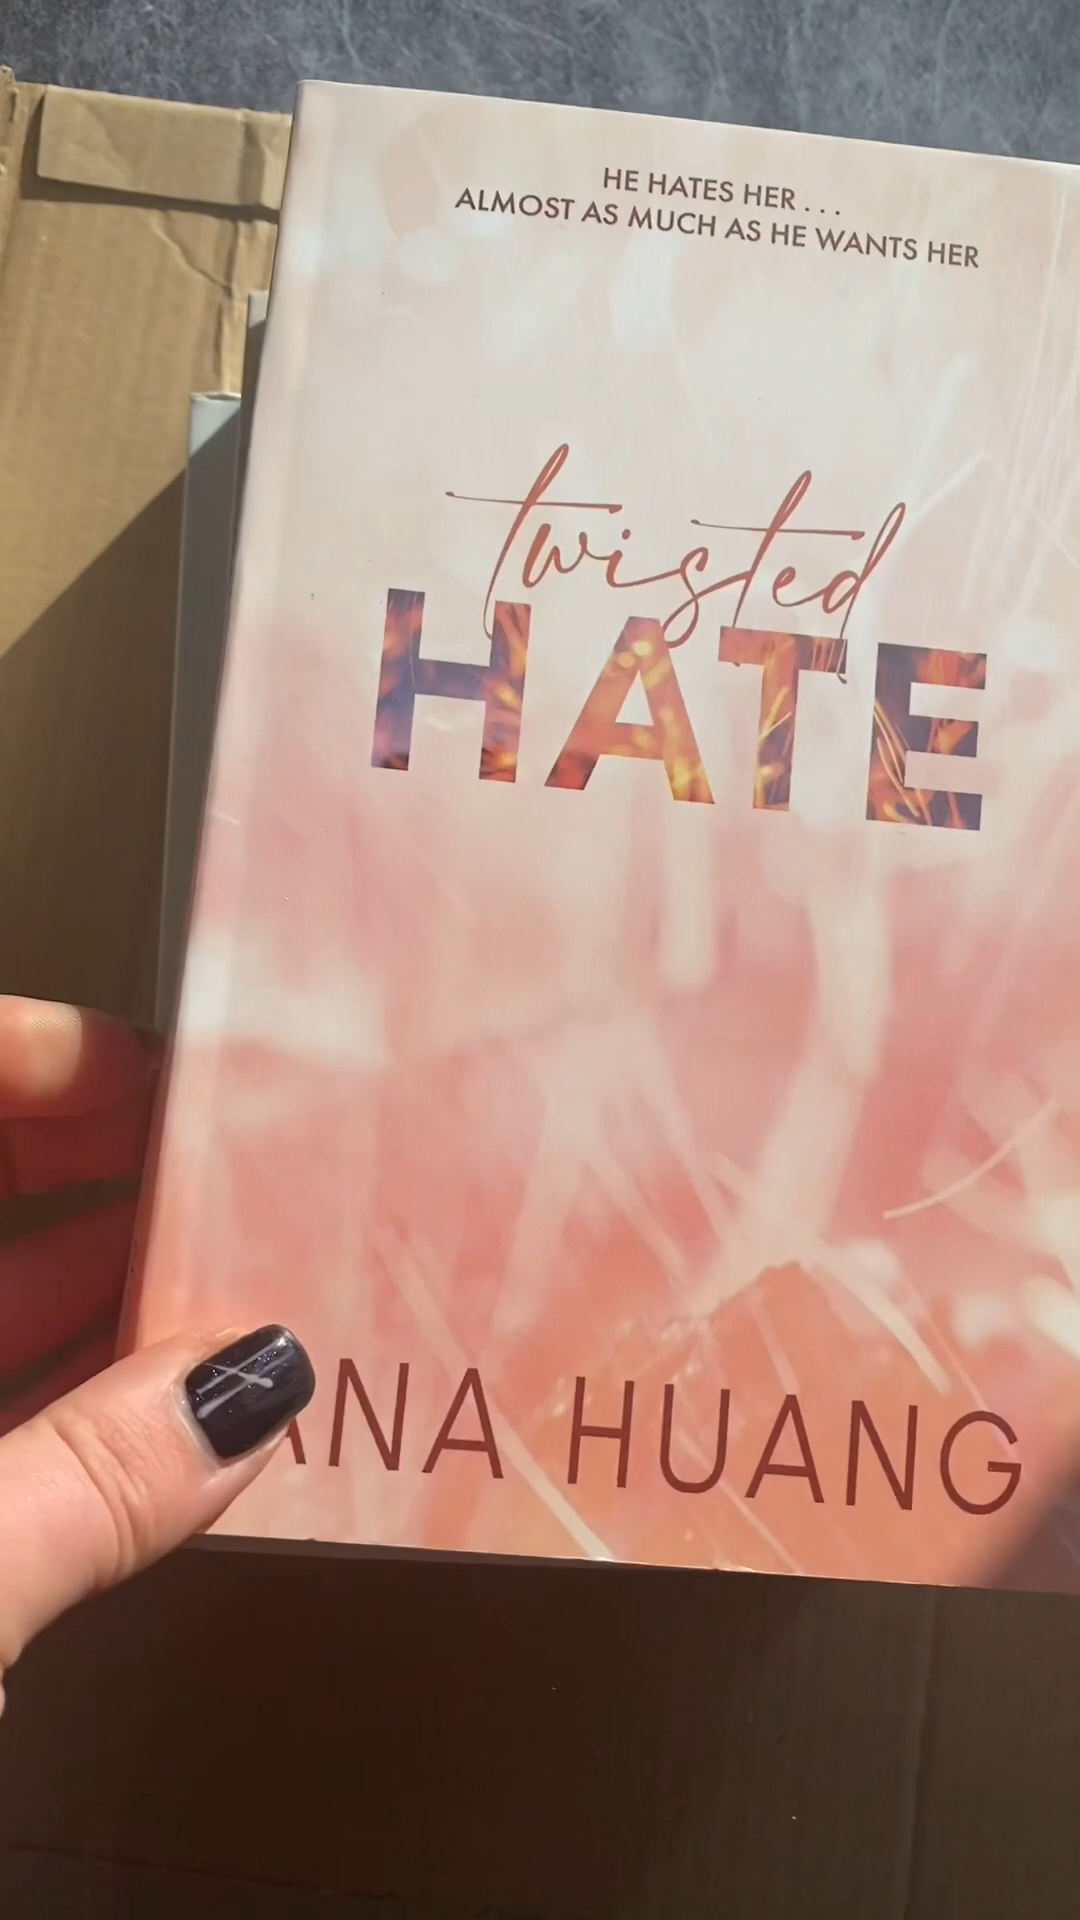 HE HATES HER...
ALMOST AS MUCH AS HE WANTS HER
twisted
HATE
ANA HUANG